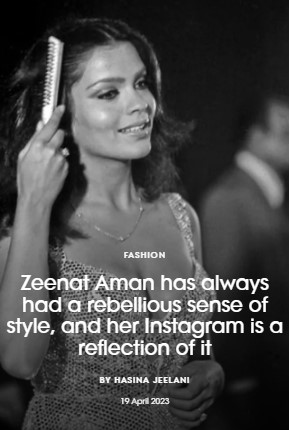 FASHION
Zeenat Aman has always
had a rebellious sense of
style, and her Instagram is a
reflection of it
BY HASINA JEELANI
19 April 2023